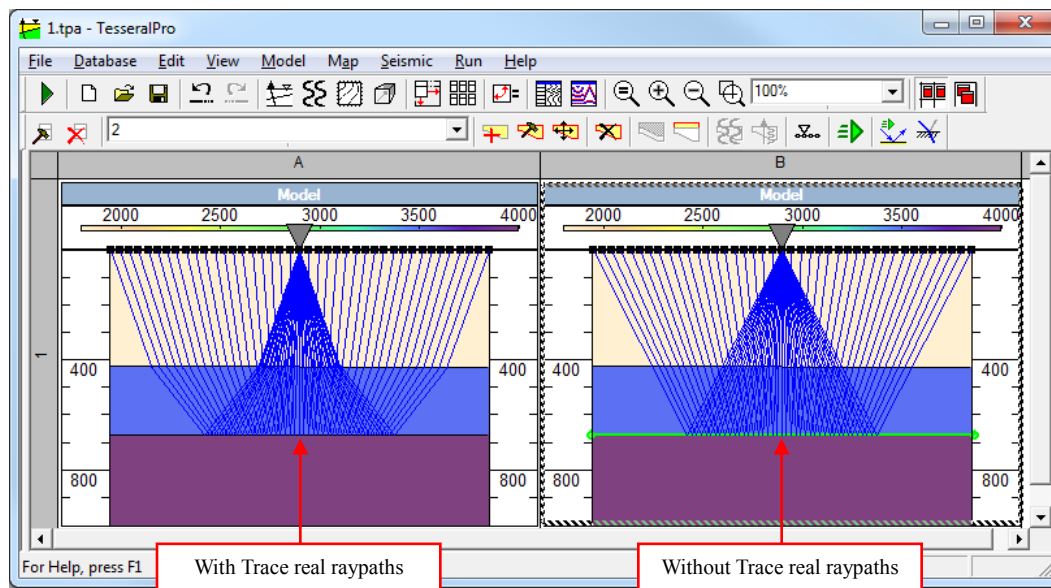 1.tpa - TesseralPro
File Database Edit View Model Map Seismic Run Help
100%
2
A B
Model Model
2000 2500 3000 3500 4000 2000 2500 3000 3500 4000
1
400 400 400 400
800 800 800 800
For Help, press F1
With Trace real raypaths
Without Trace real raypaths